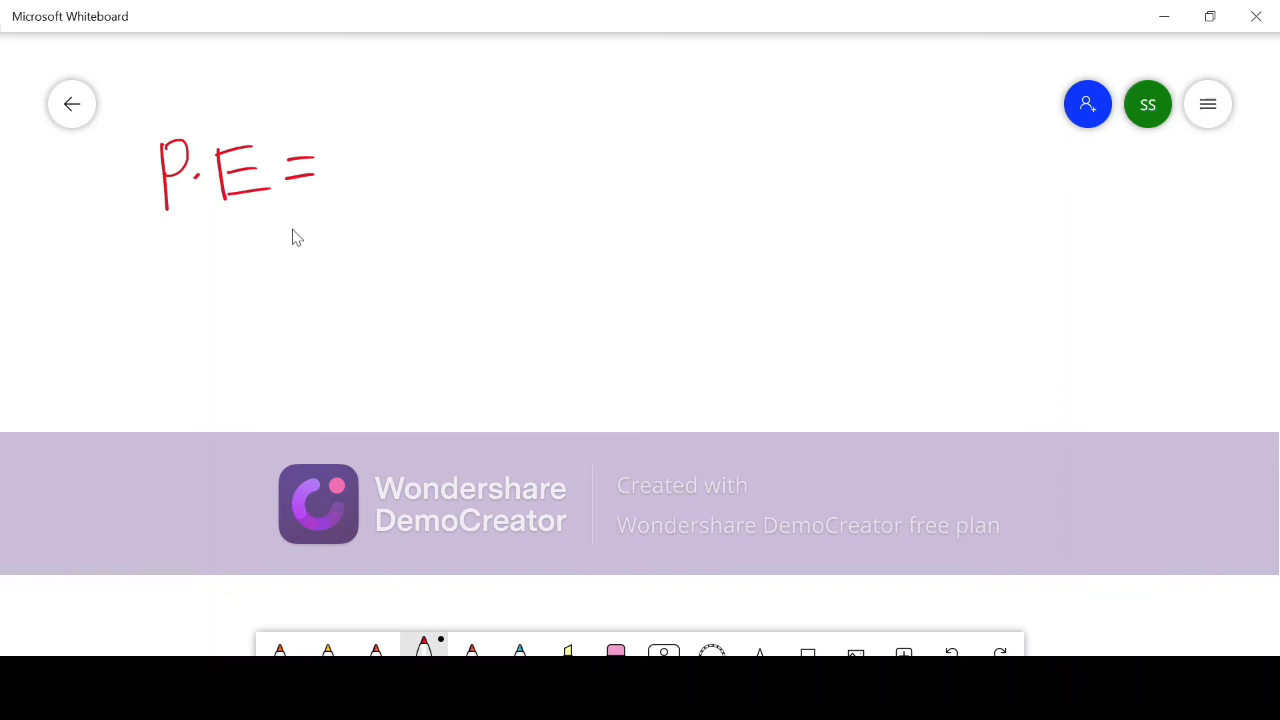 Microsoft Whiteboard
SS
P.E =
Wondershare
DemoCreator
Created with
Wondershare DemoCreator free plan